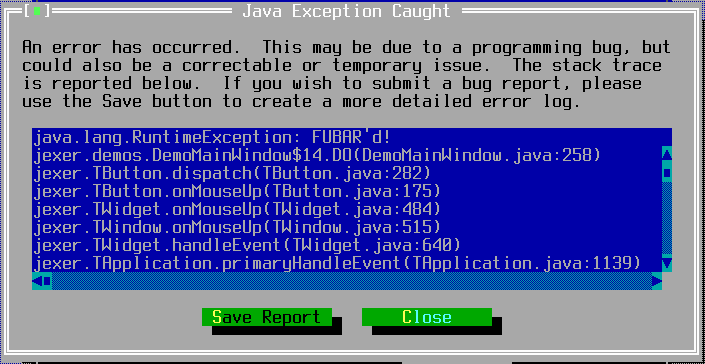 Java Exception Caught
An error has occurred.  This may be due to a programming bug, but
could also be a correctable or temporary issue.  The stack trace
is reported below.  If you wish to submit a bug report, please
use the Save button to create a more detailed error log.
java.lang.RuntimeException: FUBAR'd!
jexer.demos.DemoMainWindow$14.DO(DemoMainWindow.java:258)
jexer.TButton.dispatch(TButton.java:282)
jexer.TButton.onMouseUp(TButton.java:175)
jexer.TWidget.onMouseUp(TWidget.java:484)
jexer.TWindow.onMouseUp(TWindow.java:515)
jexer.TWidget.handleEvent(TWidget.java:640)
jexer.TApplication.primaryHandleEvent(TApplication.java:1139)
Save Report
Close